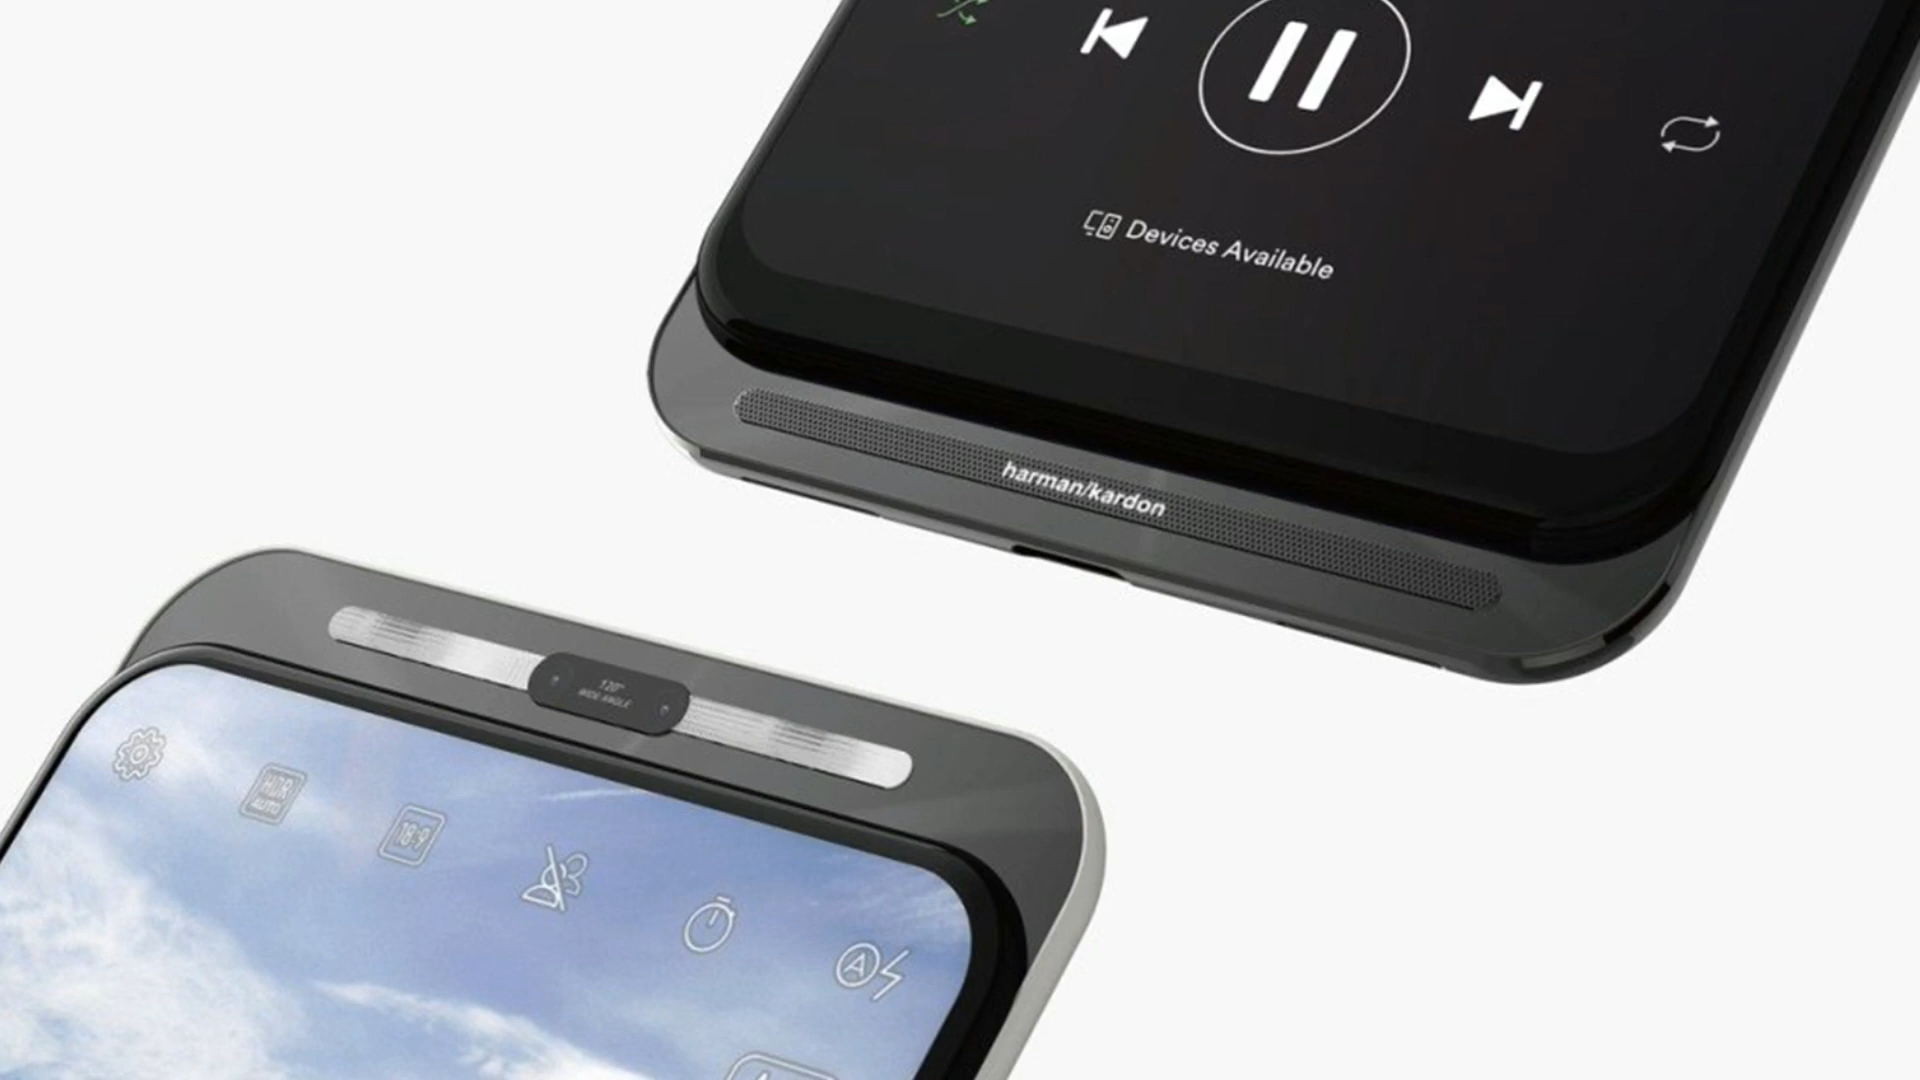 Devices Available
harman/kardon
120°
WIDE ANGLE
HDR
AUTO
18:9
A